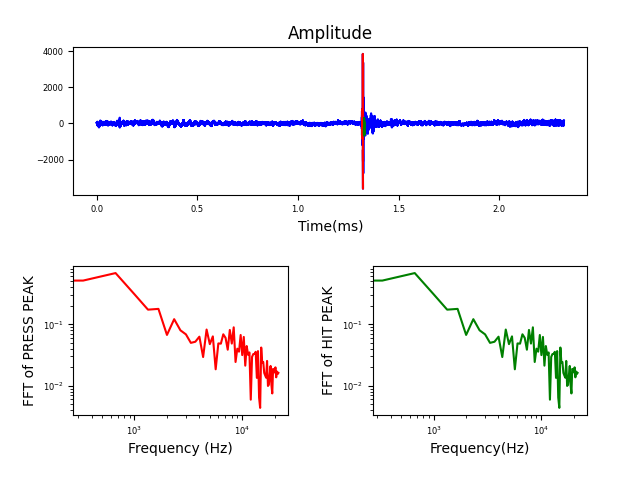 Amplitude
4000
2000
0
−2000
0.0 0.5 1.0 1.5 2.0
Time(ms)
FFT of PRESS PEAK
10⁻¹
10⁻²
10³ 10⁴
Frequency (Hz)
FFT of HIT PEAK
10⁻¹
10⁻²
10³ 10⁴
Frequency(Hz)